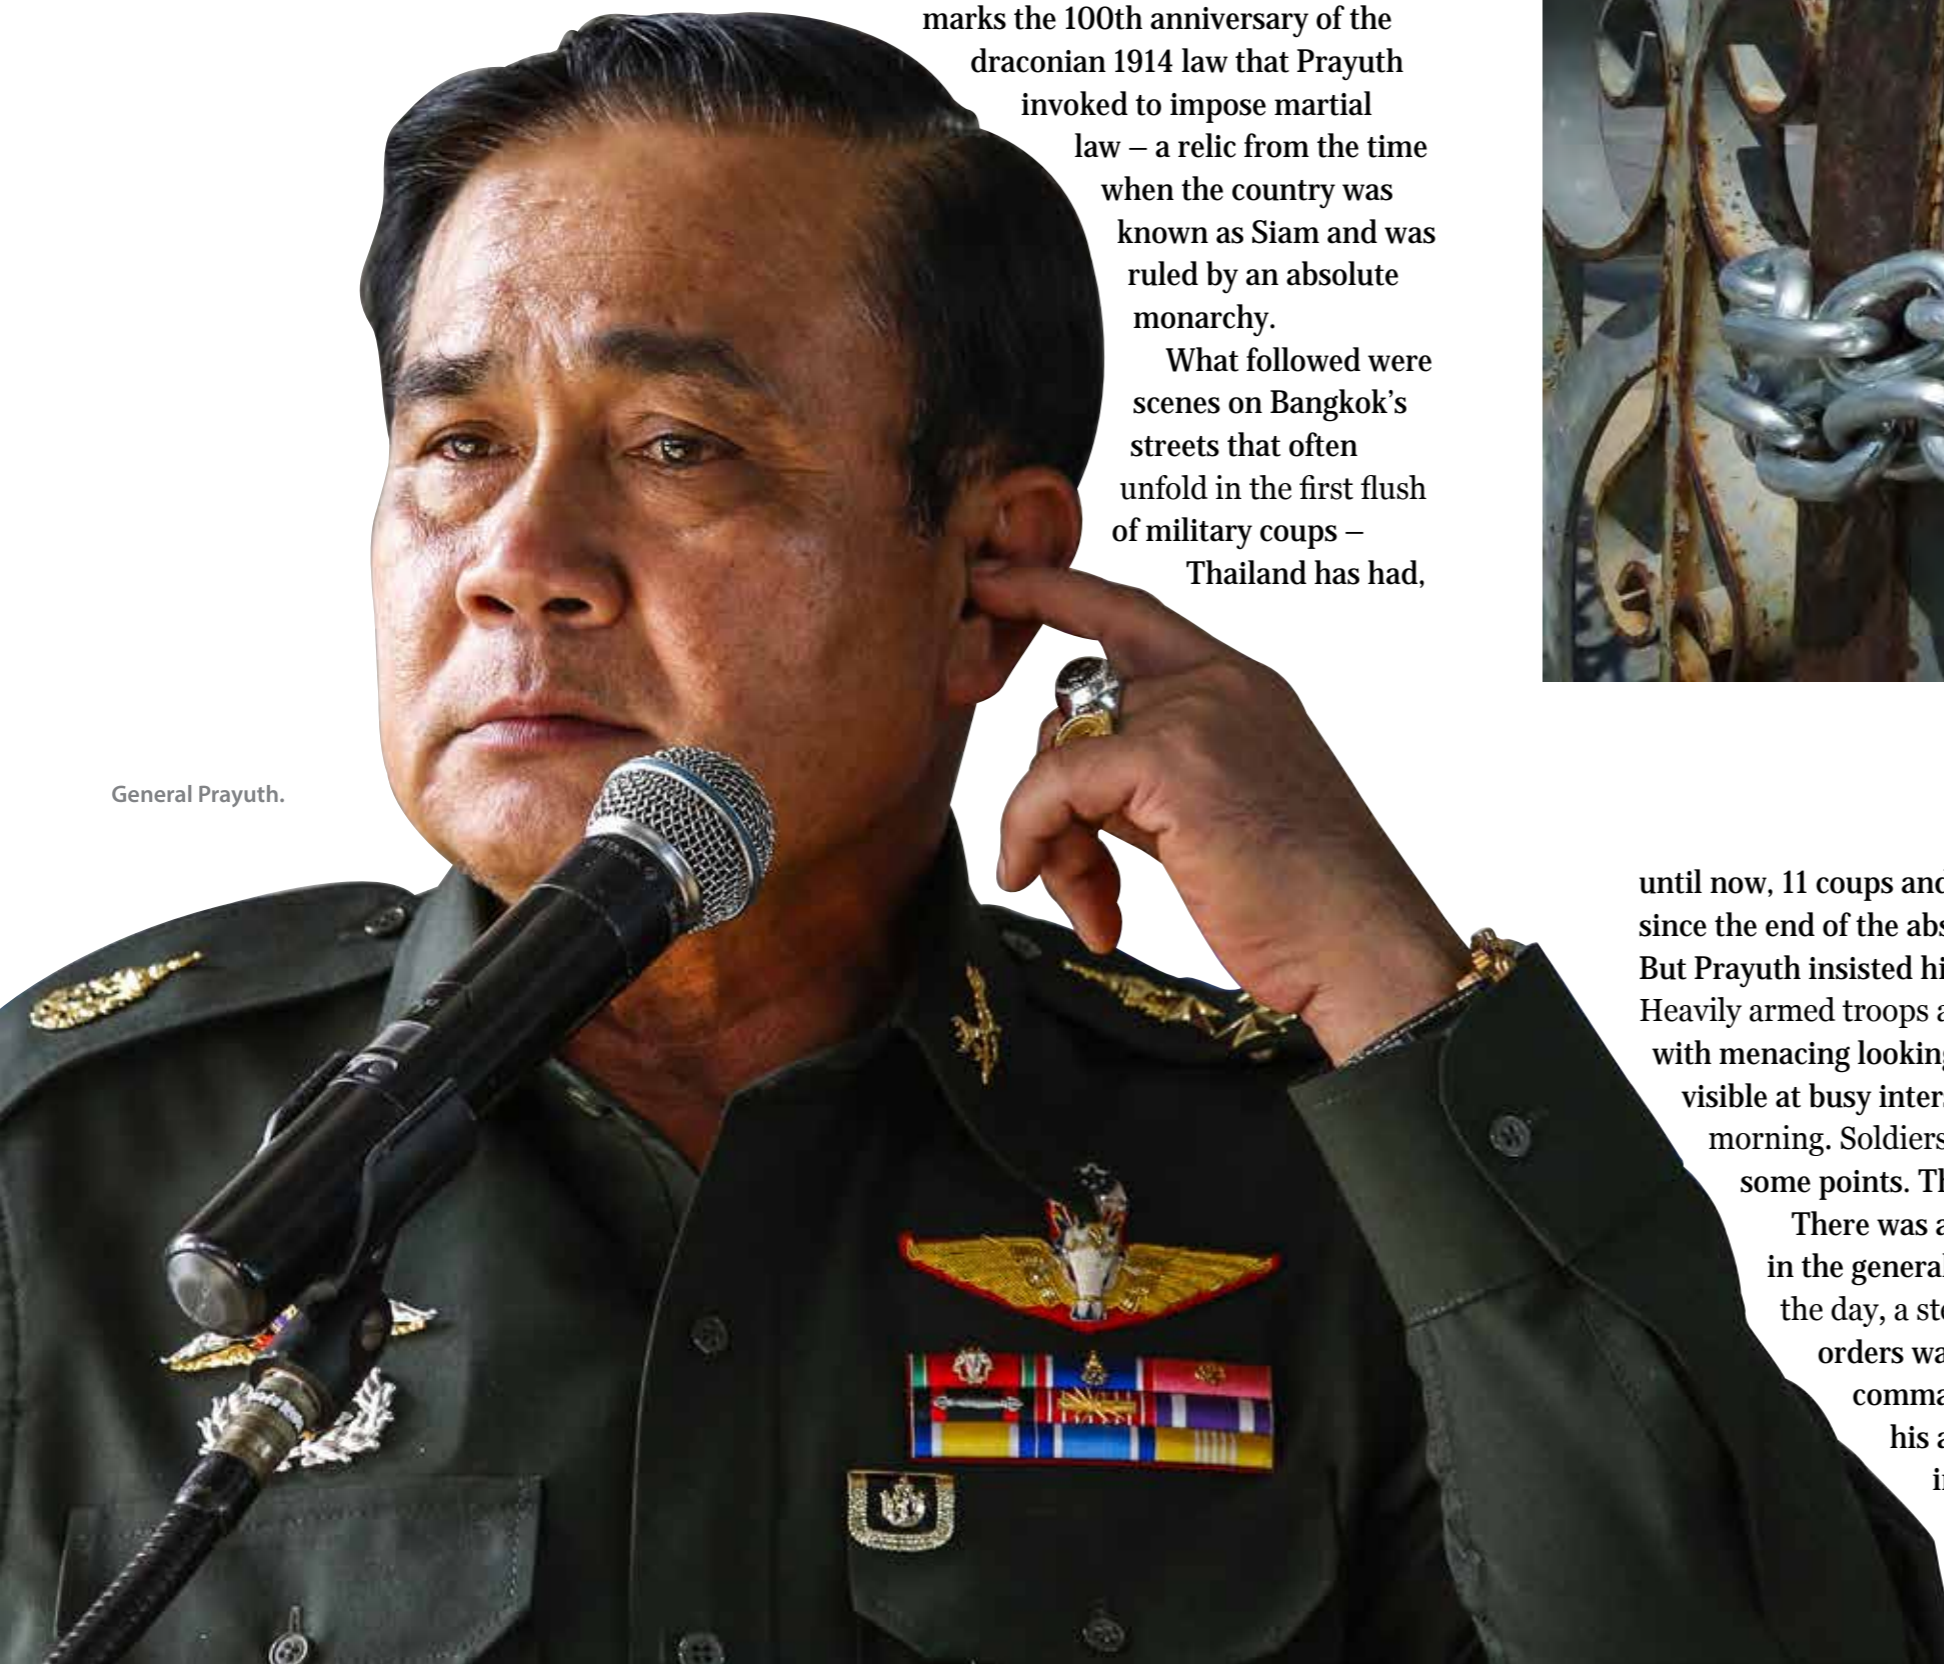 marks the 100th anniversary of the
draconian 1914 law that Prayuth
invoked to impose martial
law – a relic from the time
when the country was
known as Siam and was
ruled by an absolute
monarchy.
What followed were
scenes on Bangkok’s
streets that often
unfold in the first flush
of military coups –
Thailand has had,
General Prayuth.
until now, 11 coups and
since the end of the abs
But Prayuth insisted hi
Heavily armed troops a
with menacing looking
visible at busy inters
morning. Soldiers
some points. Th
There was a
in the general
the day, a ste
orders wa
comma
his a
in